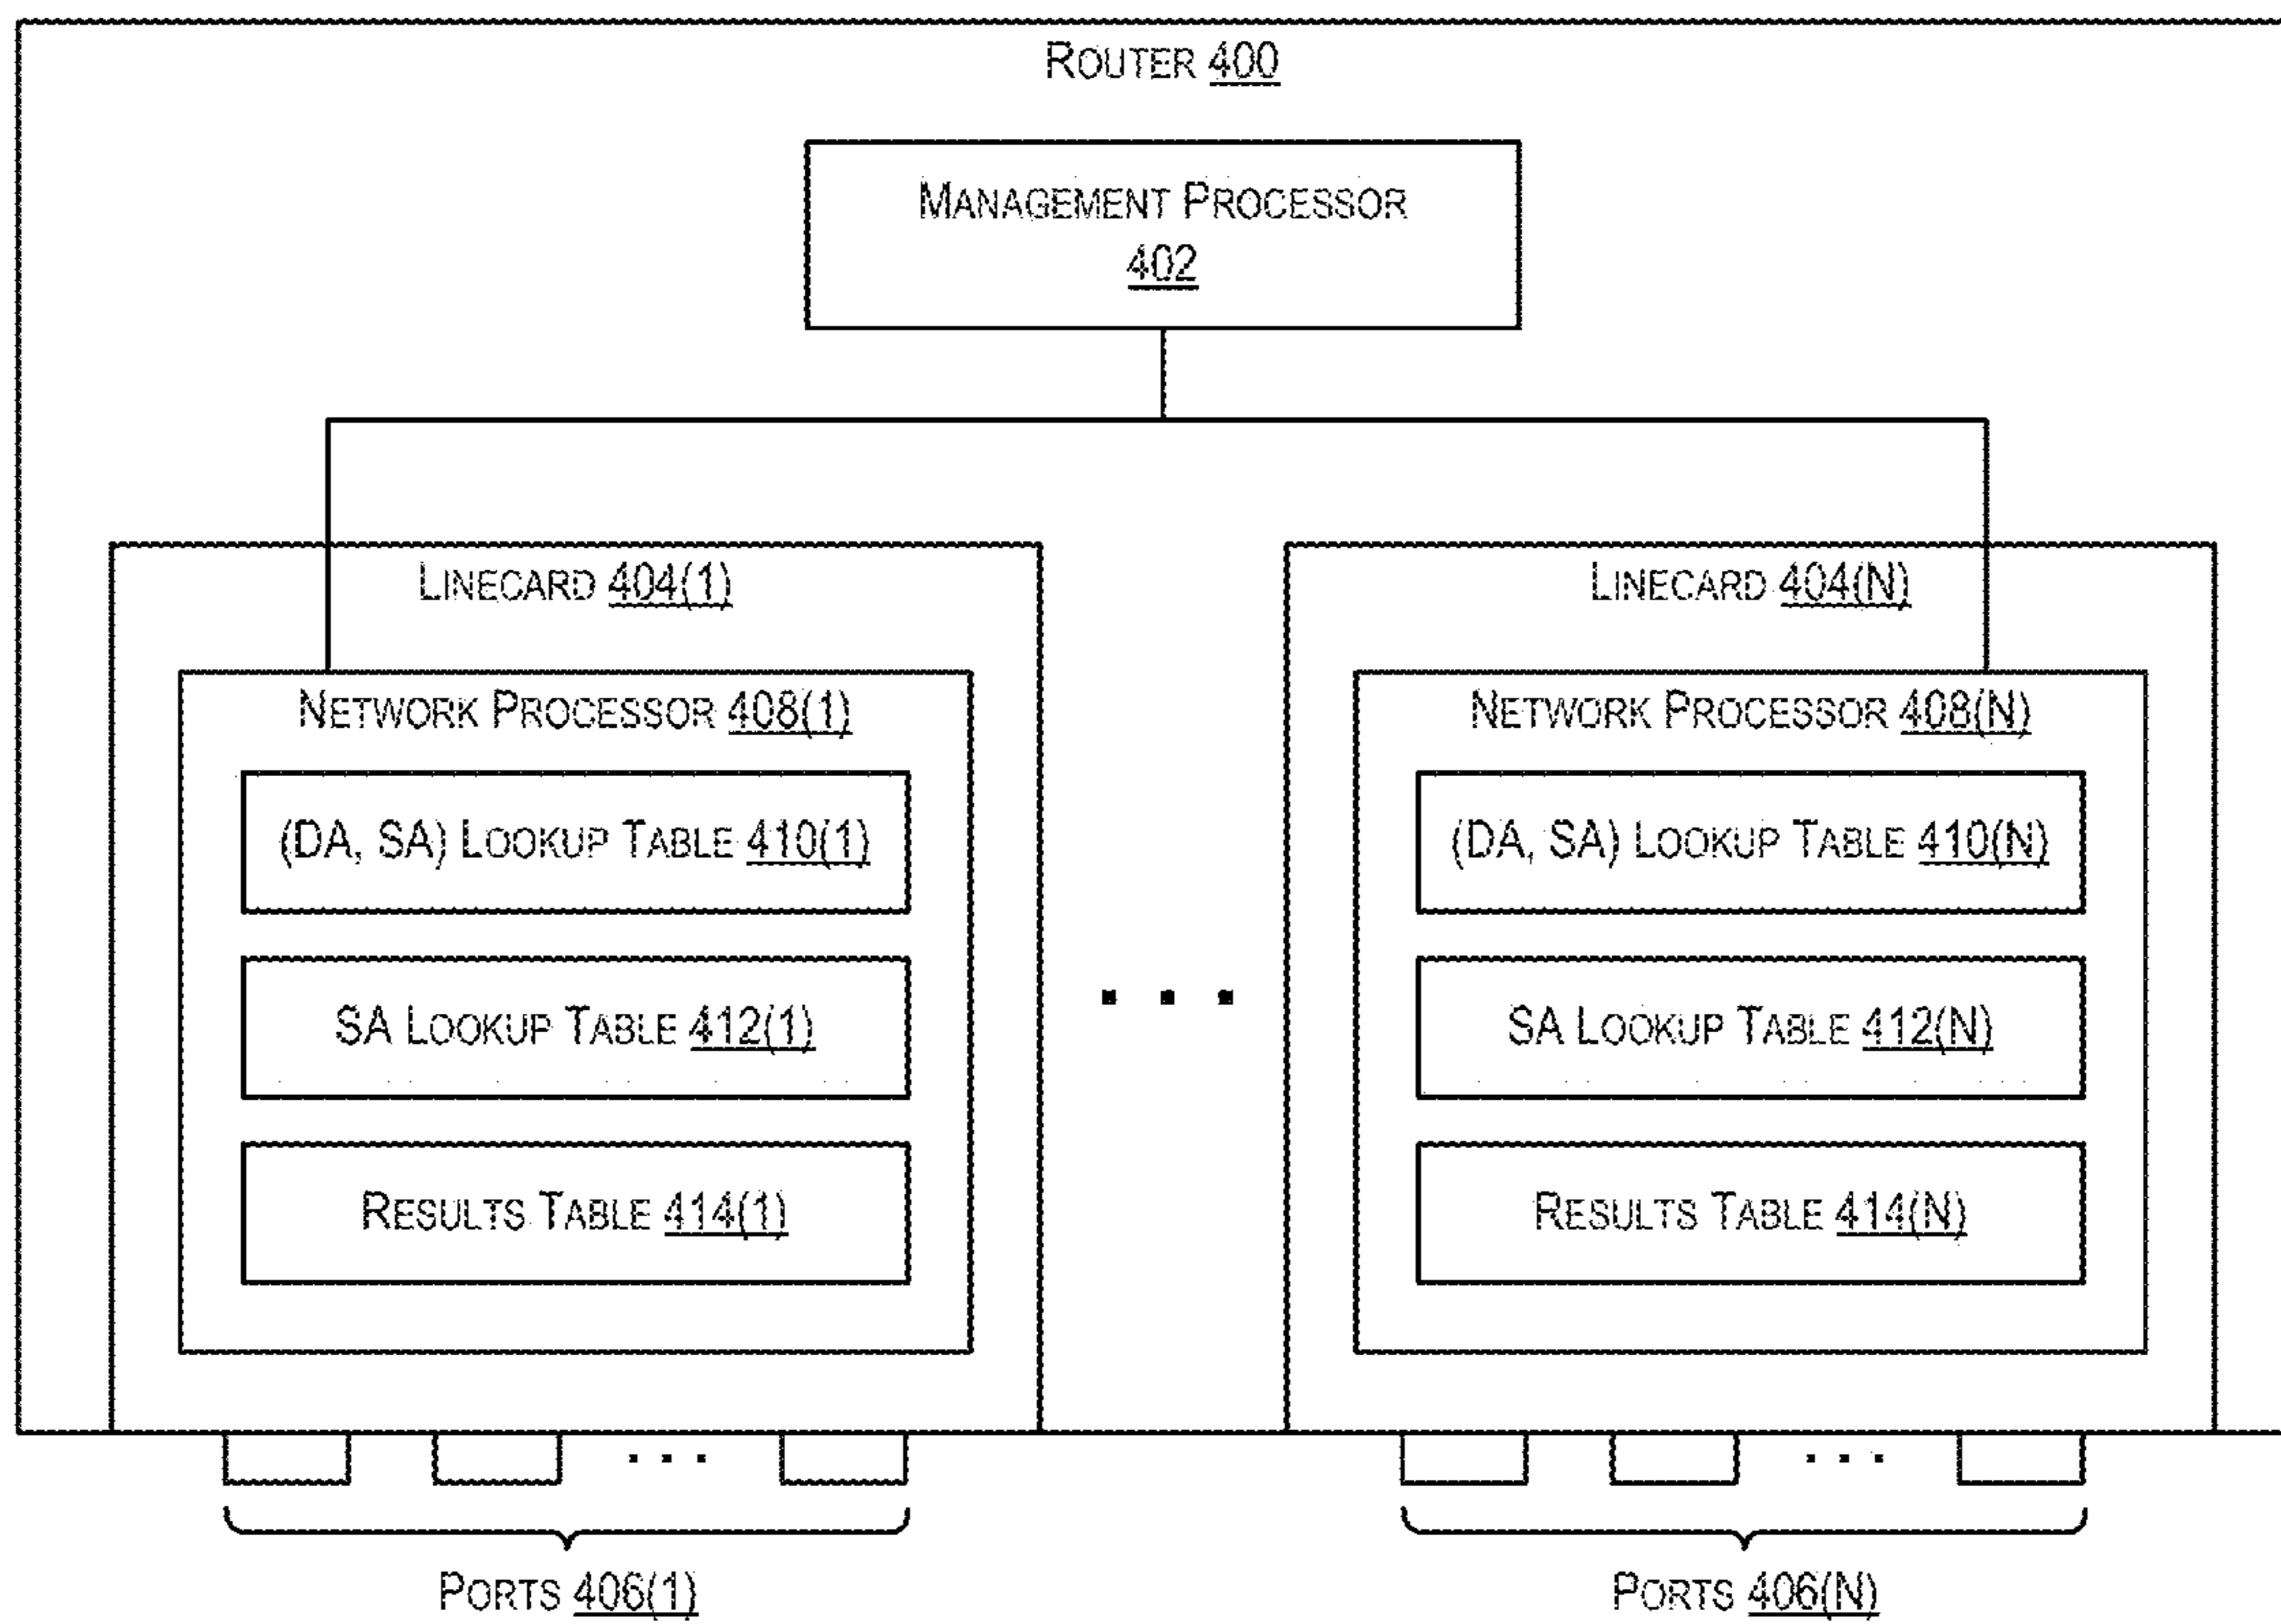 ROUTER 400
MANAGEMENT PROCESSOR
402
LINECARD 404(1)
NETWORK PROCESSOR 408(1)
(DA, SA) LOOKUP TABLE 410(1)
SA LOOKUP TABLE 412(1)
RESULTS TABLE 414(1)
PORTS 406(1)
LINECARD 404(N)
NETWORK PROCESSOR 408(N)
(DA, SA) LOOKUP TABLE 410(N)
SA LOOKUP TABLE 412(N)
RESULTS TABLE 414(N)
PORTS 406(N)